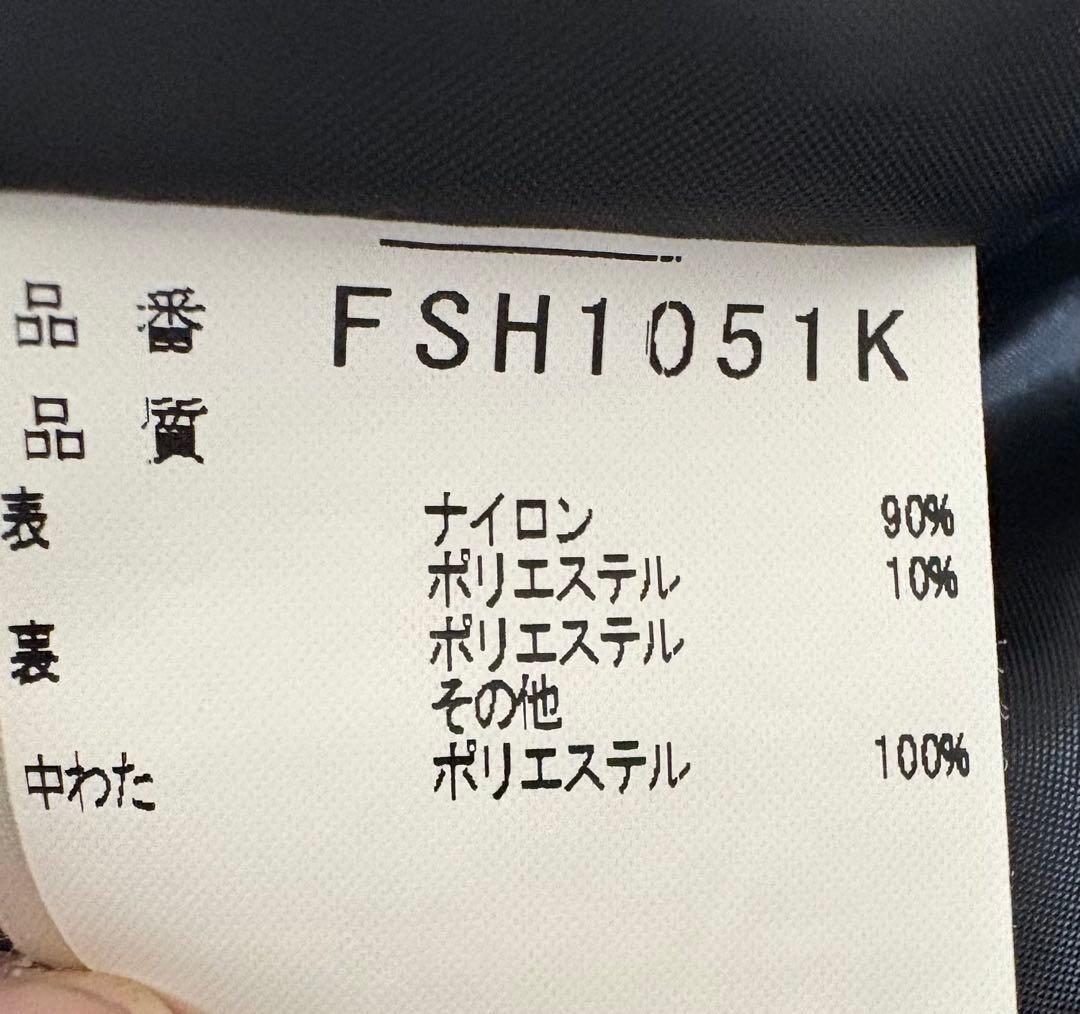 品 番 FSH1051K
品 質
表 ナイロン 90%
ポリエステル 10%
裏 ポリエステル
その他
中わた ポリエステル 100%